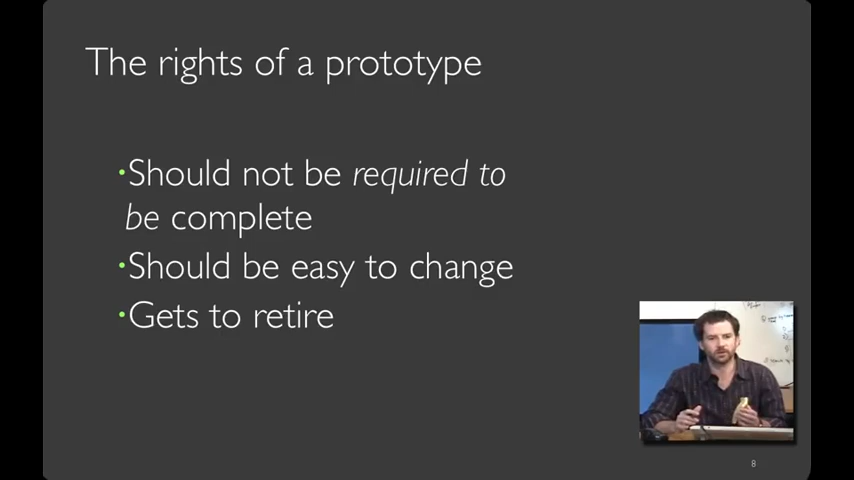 The rights of a prototype
•Should not be required to
be complete
•Should be easy to change
•Gets to retire
8